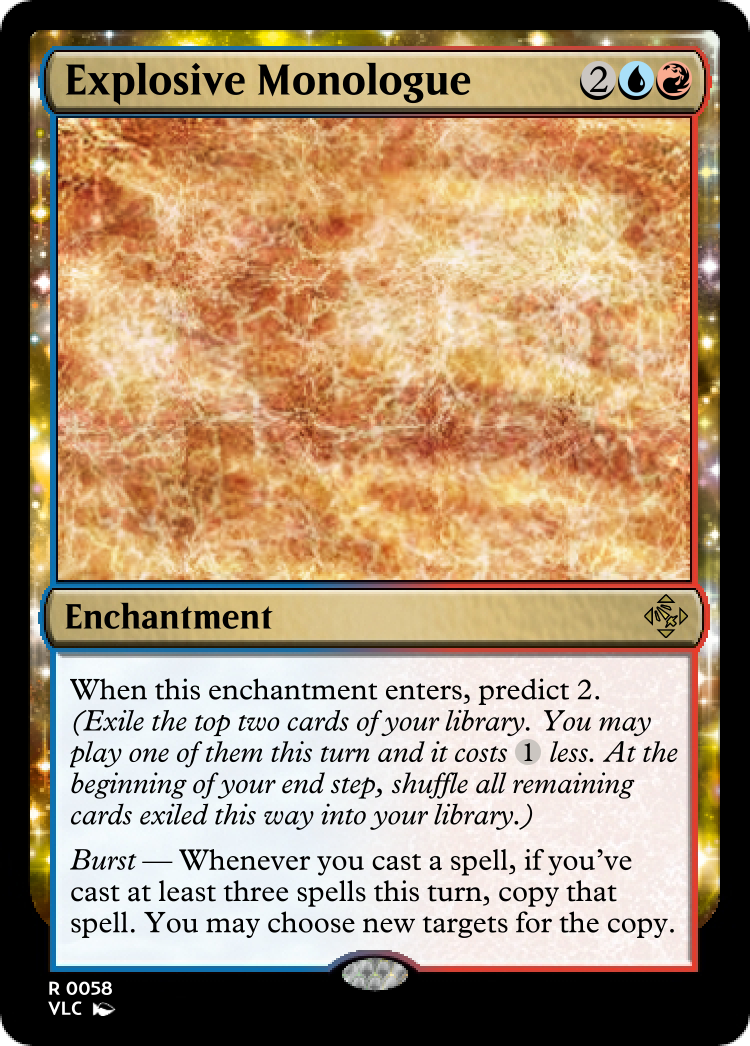 Explosive Monologue 2
Enchantment
When this enchantment enters, predict 2.
(Exile the top two cards of your library. You may
play one of them this turn and it costs 1 less. At the
beginning of your end step, shuffle all remaining
cards exiled this way into your library.)
Burst — Whenever you cast a spell, if you’ve
cast at least three spells this turn, copy that
spell. You may choose new targets for the copy.
R 0058
VLC